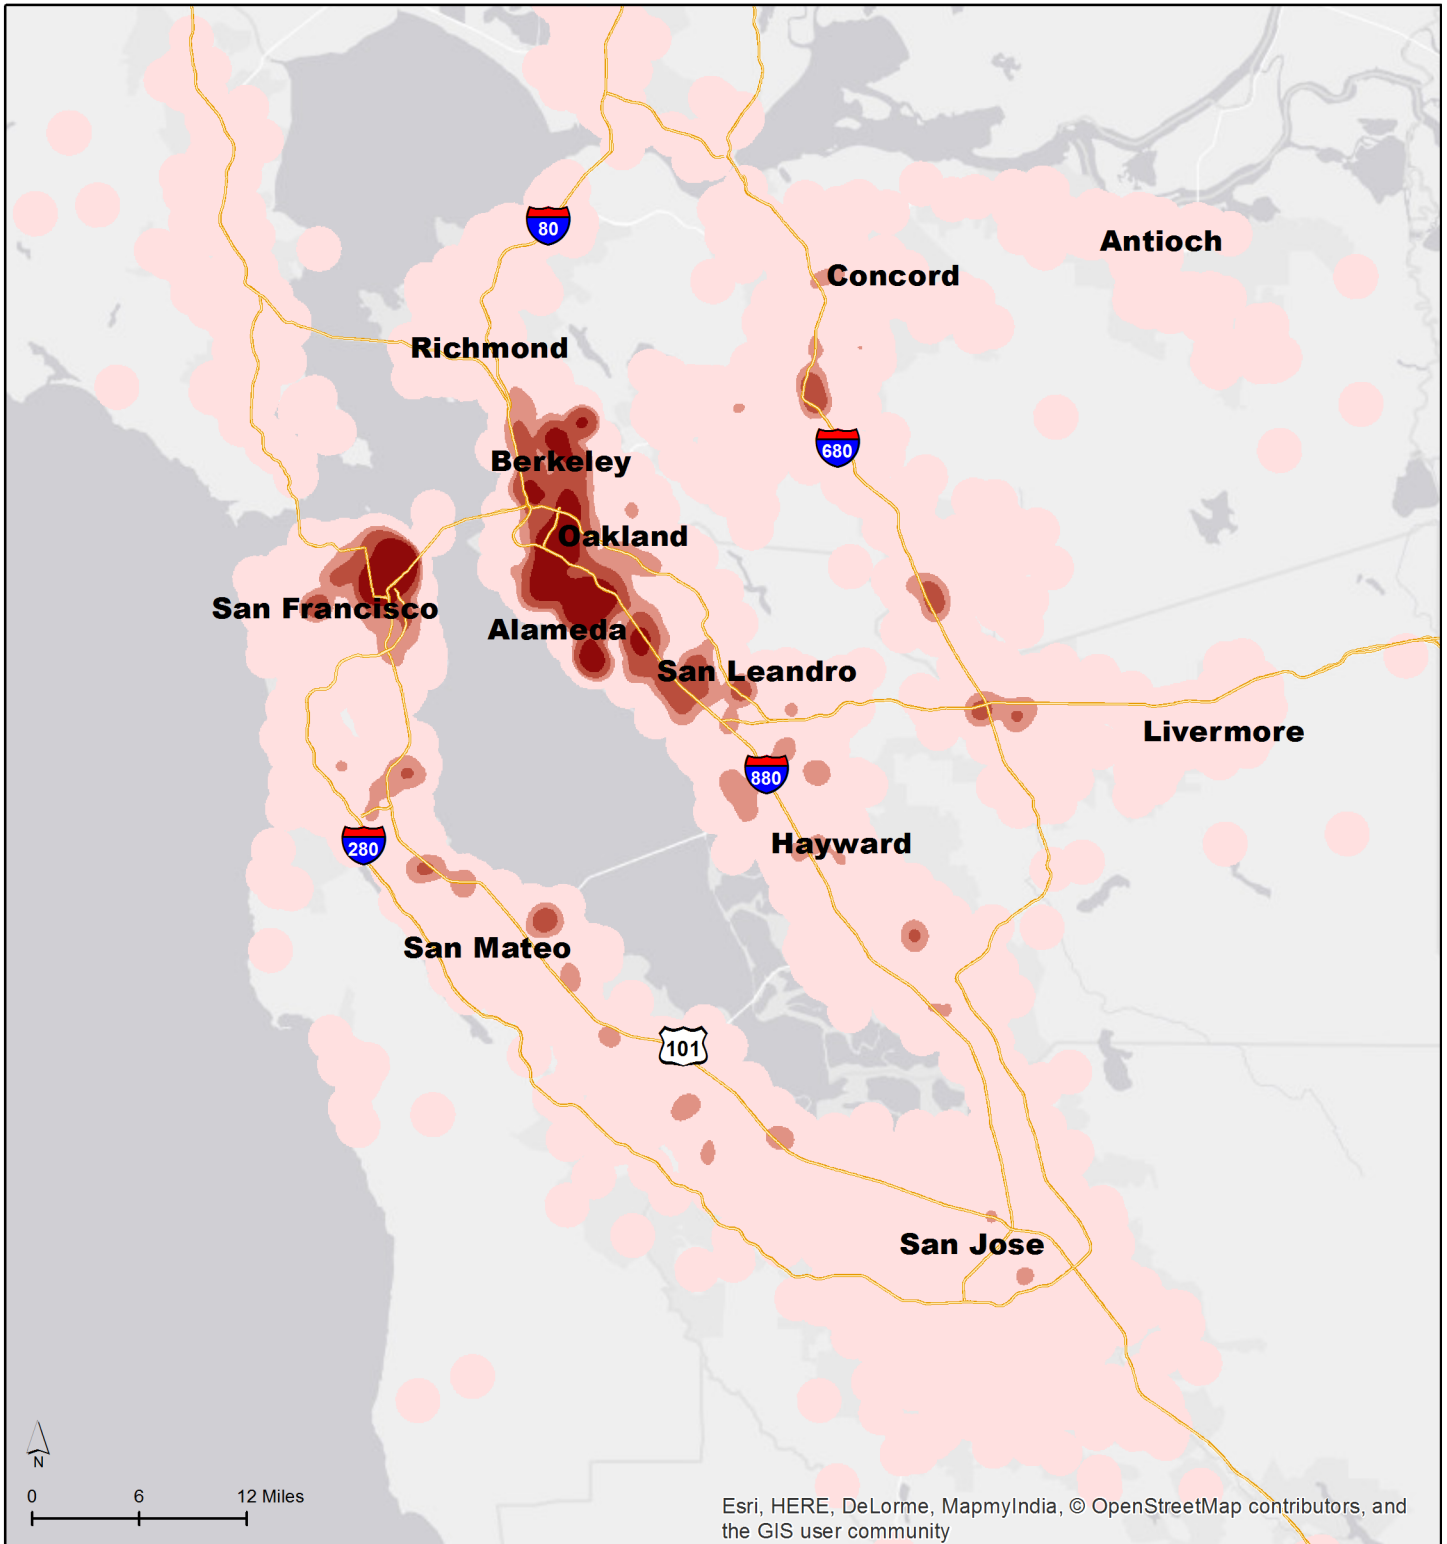 80
Antioch
Concord
Richmond
680
Berkeley
Oakland
San Francisco
Alameda
San Leandro
Livermore
880
280
Hayward
San Mateo
101
San Jose
N
0 6 12 Miles
Esri, HERE, DeLorme, MapmyIndia, © OpenStreetMap contributors, and
the GIS user community